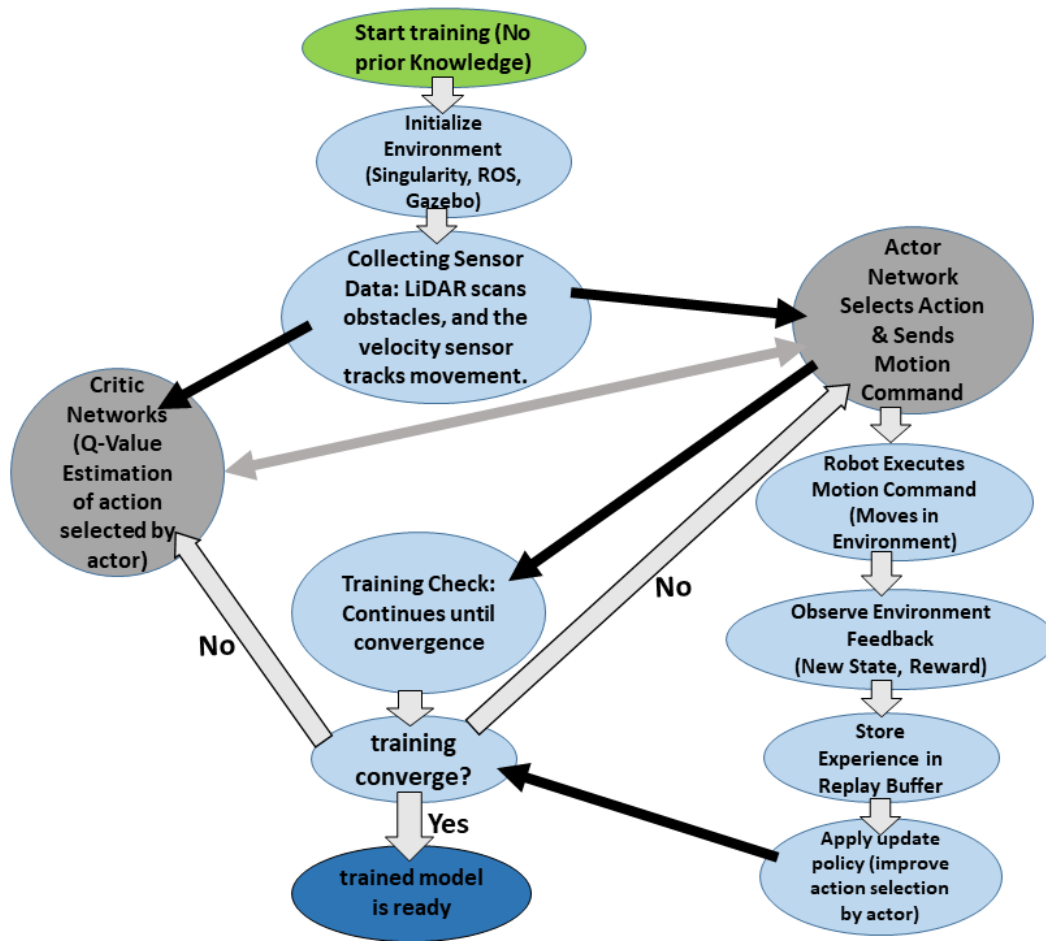 Start training (No
prior Knowledge)
Initialize
Environment
(Singularity, ROS,
Gazebo)
Collecting Sensor
Data: LiDAR scans
obstacles, and the
velocity sensor
tracks movement.
Actor
Network
Selects Action
& Sends
Motion
Command
Critic
Networks
(Q-Value
Estimation
of action
selected by
actor)
Robot Executes
Motion Command
(Moves in
Environment)
No
Training Check:
Continues until
convergence
Observe Environment
Feedback
(New State, Reward)
No
training
converge?
Store
Experience in
Replay Buffer
Yes
Apply update
policy (improve
action selection
by actor)
trained model
is ready